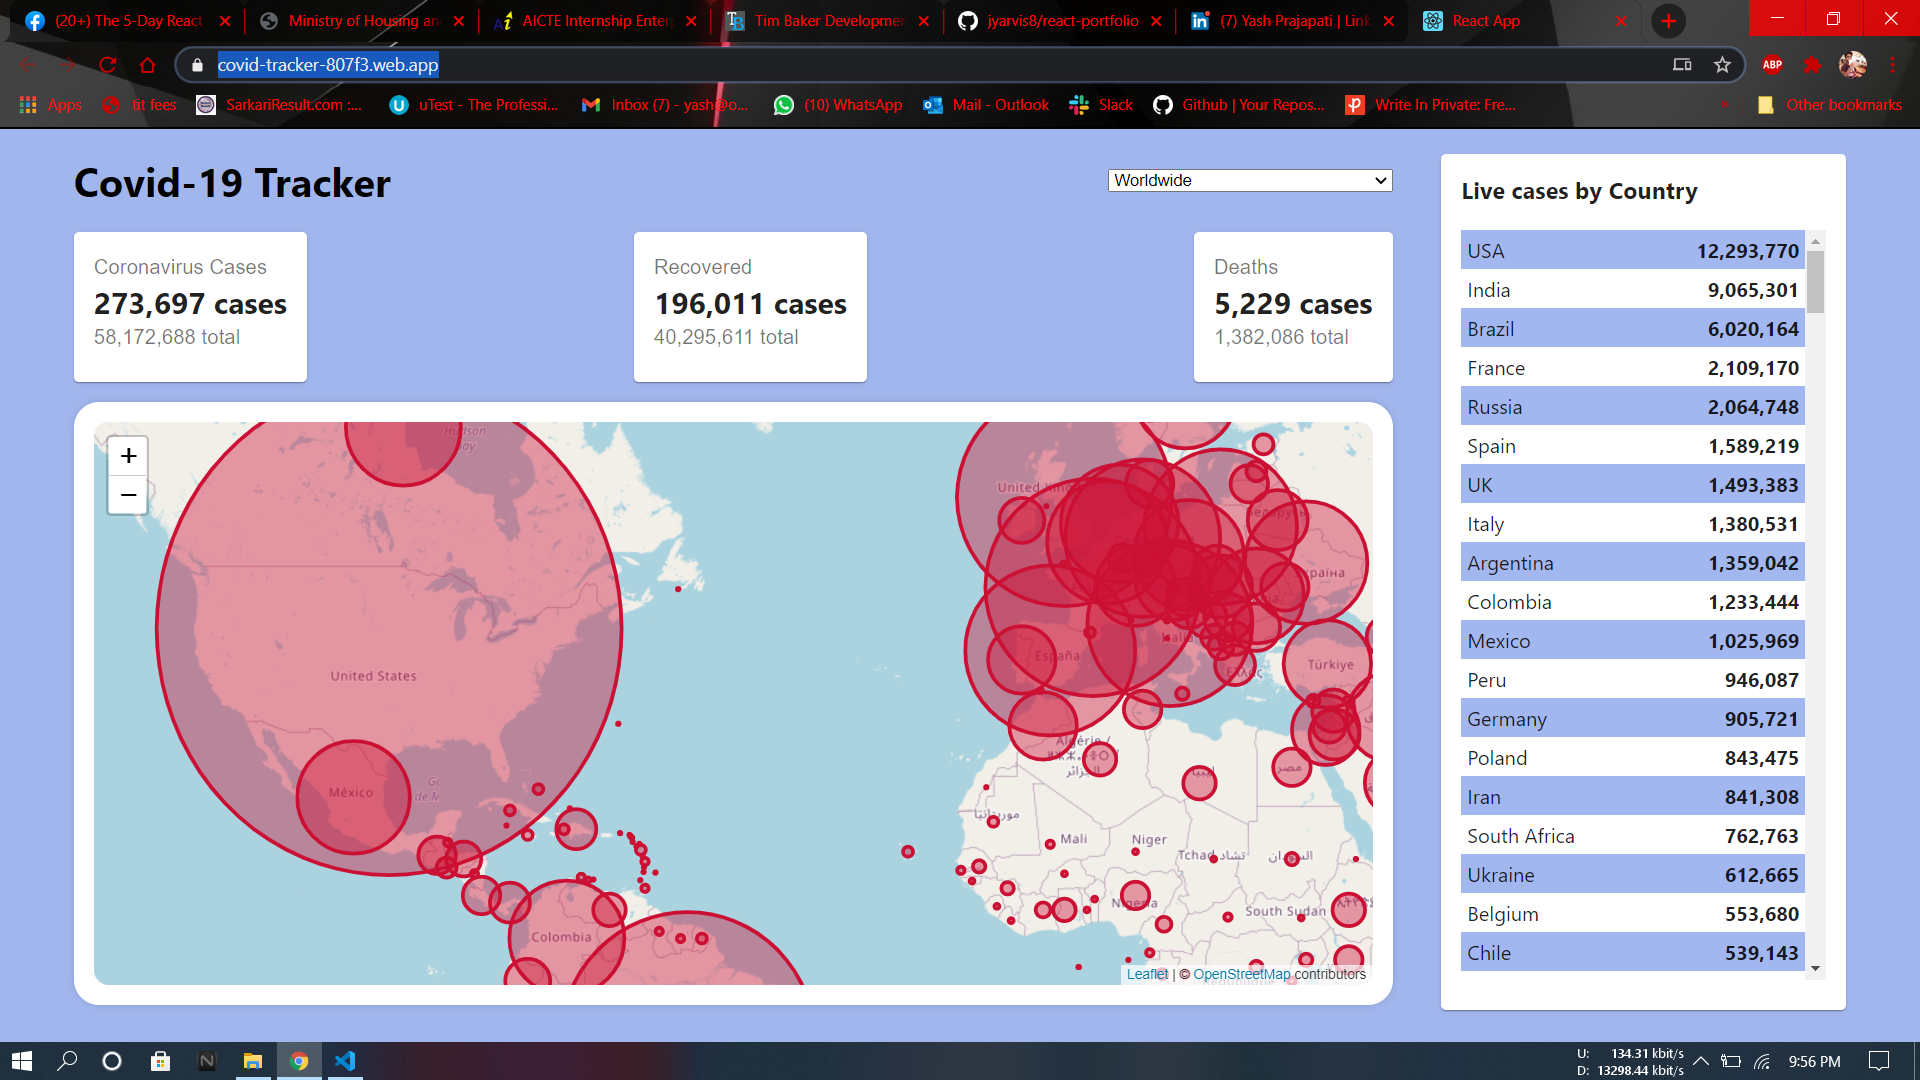 (20+) The 5-Day React
Ministry of Housing an
AICTE Internship Enter
Tim Baker Developmen
jyarvis8/react-portfolio
(7) Yash Prajapati | Link
React App
covid-tracker-807f3.web.app
ABP
Apps
fit fees
SarkariResult.com :...
uTest - The Professi...
Inbox (7) - yash@o...
(10) WhatsApp
Mail - Outlook
Slack
Github | Your Repos...
Write In Private: Fre...
Other bookmarks
Covid-19 Tracker
Worldwide
Coronavirus Cases
273,697 cases
58,172,688 total
Recovered
196,011 cases
40,295,611 total
Deaths
5,229 cases
1,382,086 total
+
−
Hudson
United States
México
Colombia
España
Italia
Türkiye
Algérie /
الجزائر
ليبيا
مصر
موريتانيا
Mali
Niger
Tchad تشاد
السودان
Nigeria
South Sudan
Leaflet | © OpenStreetMap contributors
Live cases by Country
USA 12,293,770
India 9,065,301
Brazil 6,020,164
France 2,109,170
Russia 2,064,748
Spain 1,589,219
UK 1,493,383
Italy 1,380,531
Argentina 1,359,042
Colombia 1,233,444
Mexico 1,025,969
Peru 946,087
Germany 905,721
Poland 843,475
Iran 841,308
South Africa 762,763
Ukraine 612,665
Belgium 553,680
Chile 539,143
U: 134.31 kbit/s
D: 13298.44 kbit/s
9:56 PM